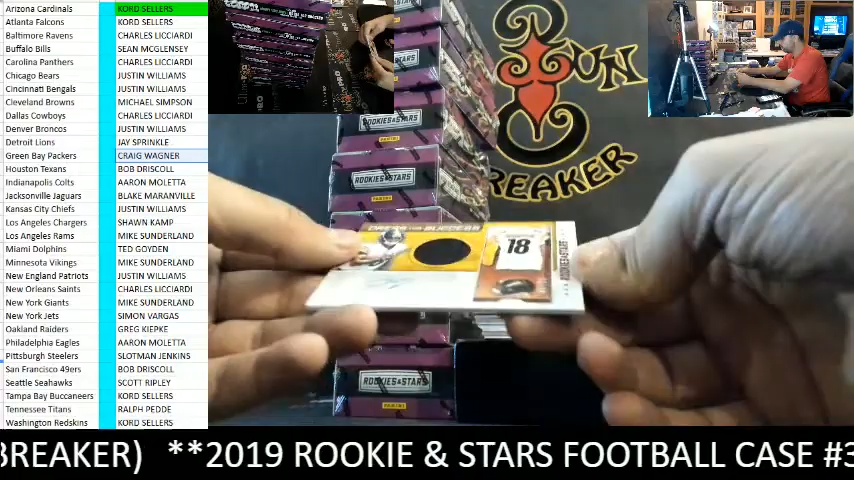 Arizona Cardinals KORD SELLERS
Atlanta Falcons KORD SELLERS
Baltimore Ravens CHARLES LICCIARDI
Buffalo Bills SEAN MCGLENSEY
Carolina Panthers CHARLES LICCIARDI
Chicago Bears JUSTIN WILLIAMS
Cincinnati Bengals JUSTIN WILLIAMS
Cleveland Browns MICHAEL SIMPSON
Dallas Cowboys CHARLES LICCIARDI
Denver Broncos JUSTIN WILLIAMS
Detroit Lions JAY SPRINKLE
Green Bay Packers CRAIG WAGNER
Houston Texans BOB DRISCOLL
Indianapolis Colts AARON MOLETTA
Jacksonville Jaguars BLAKE MARANVILLE
Kansas City Chiefs JUSTIN WILLIAMS
Los Angeles Chargers SHAWN KAMP
Los Angeles Rams MIKE SUNDERLAND
Miami Dolphins TED GOYDEN
Minnesota Vikings MIKE SUNDERLAND
New England Patriots JUSTIN WILLIAMS
New Orleans Saints CHARLES LICCIARDI
New York Giants MIKE SUNDERLAND
New York Jets SIMON VARGAS
Oakland Raiders GREG KIEPKE
Philadelphia Eagles AARON MOLETTA
Pittsburgh Steelers SLOTMAN JENKINS
San Francisco 49ers BOB DRISCOLL
Seattle Seahawks SCOTT RIPLEY
Tampa Bay Buccaneers KORD SELLERS
Tennessee Titans RALPH PEDDE
Washington Redskins KORD SELLERS
GUN
BREAKER
ROOKIES&STARS
PANINI
DRESS FOR SUCCESS
18
ROOKIES&STARS
ROOKIES&STARS
PANINI
BREAKER) **2019 ROOKIE & STARS FOOTBALL CASE #3